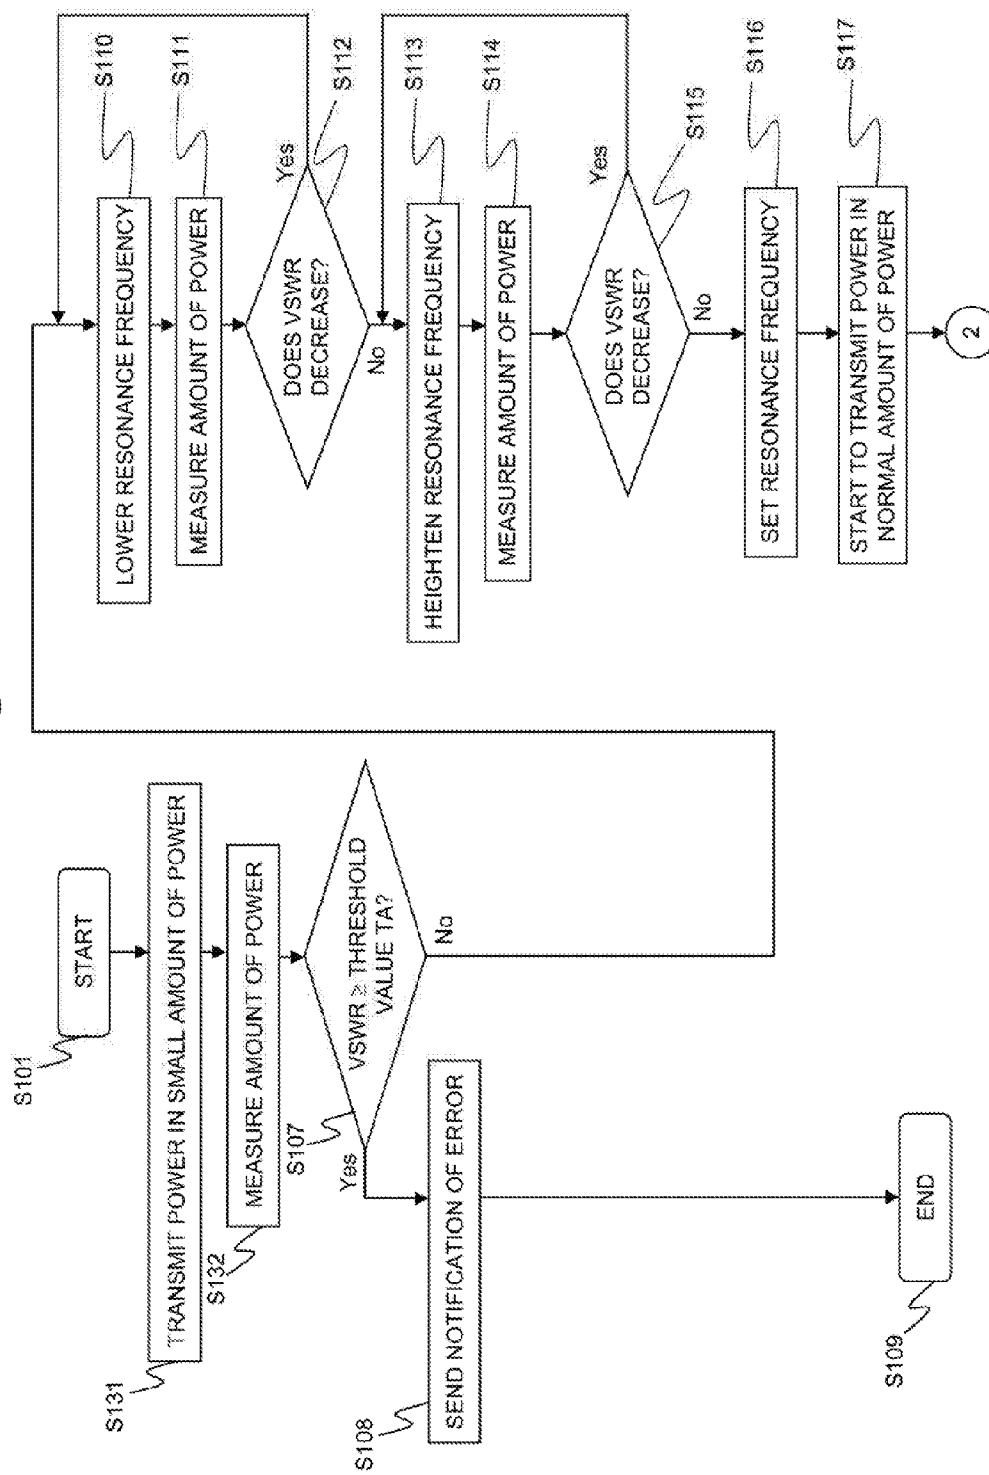 S101
START
S131
TRANSMIT POWER IN SMALL AMOUNT OF POWER
S132
MEASURE AMOUNT OF POWER
S107
VSWR ≥ THRESHOLD
VALUE TA?
Yes
No
S108
SEND NOTIFICATION OF ERROR
S109
END
S110
LOWER RESONANCE FREQUENCY
S111
MEASURE AMOUNT OF POWER
S112
DOES VSWR
DECREASE?
Yes
No
S113
HEIGHTEN RESONANCE FREQUENCY
S114
MEASURE AMOUNT OF POWER
S115
DOES VSWR
DECREASE?
Yes
No
S116
SET RESONANCE FREQUENCY
S117
START TO TRANSMIT POWER IN
NORMAL AMOUNT OF POWER
2